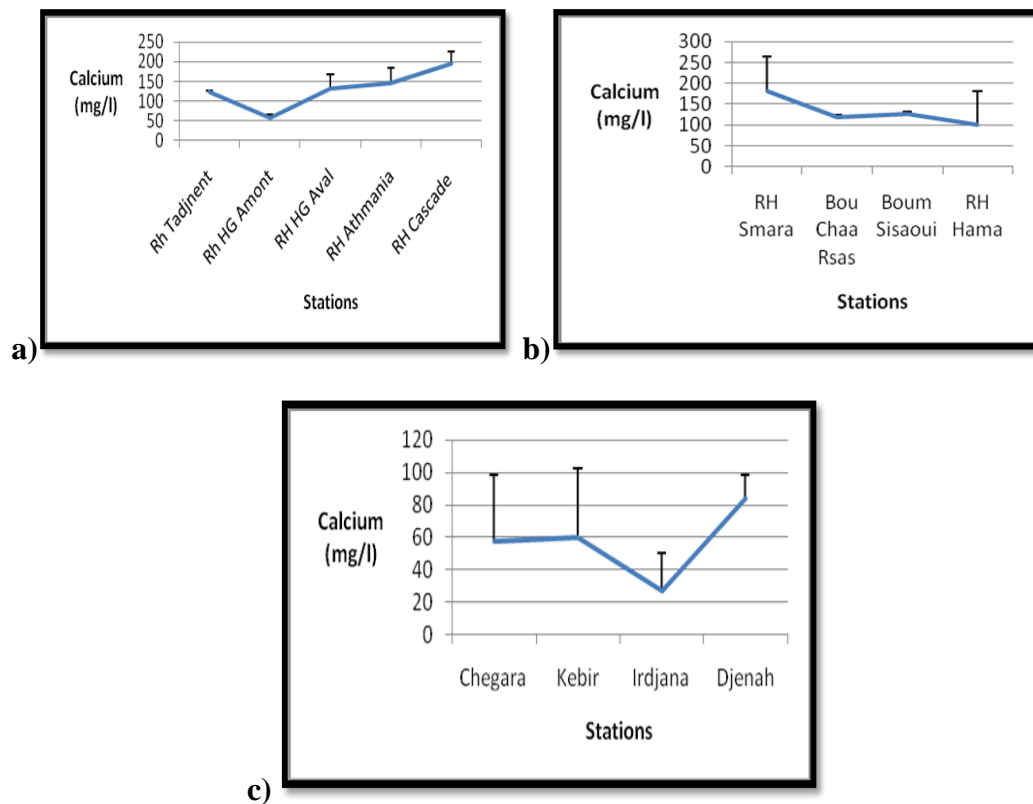 Calcium
(mg/l)
250
200
150
100
50
0
Rh Tadjnent
Rh HG Amont
RH HG Aval
RH Athmania
RH Cascade
Stations
a)
Calcium
(mg/l)
300
250
200
150
100
50
0
RH Smara
Bou Chaa Rsas
Boum Sisaoui
RH Hama
Stations
b)
Calcium
(mg/l)
120
100
80
60
40
20
0
Chegara
Kebir
Irdjana
Djenah
Stations
c)